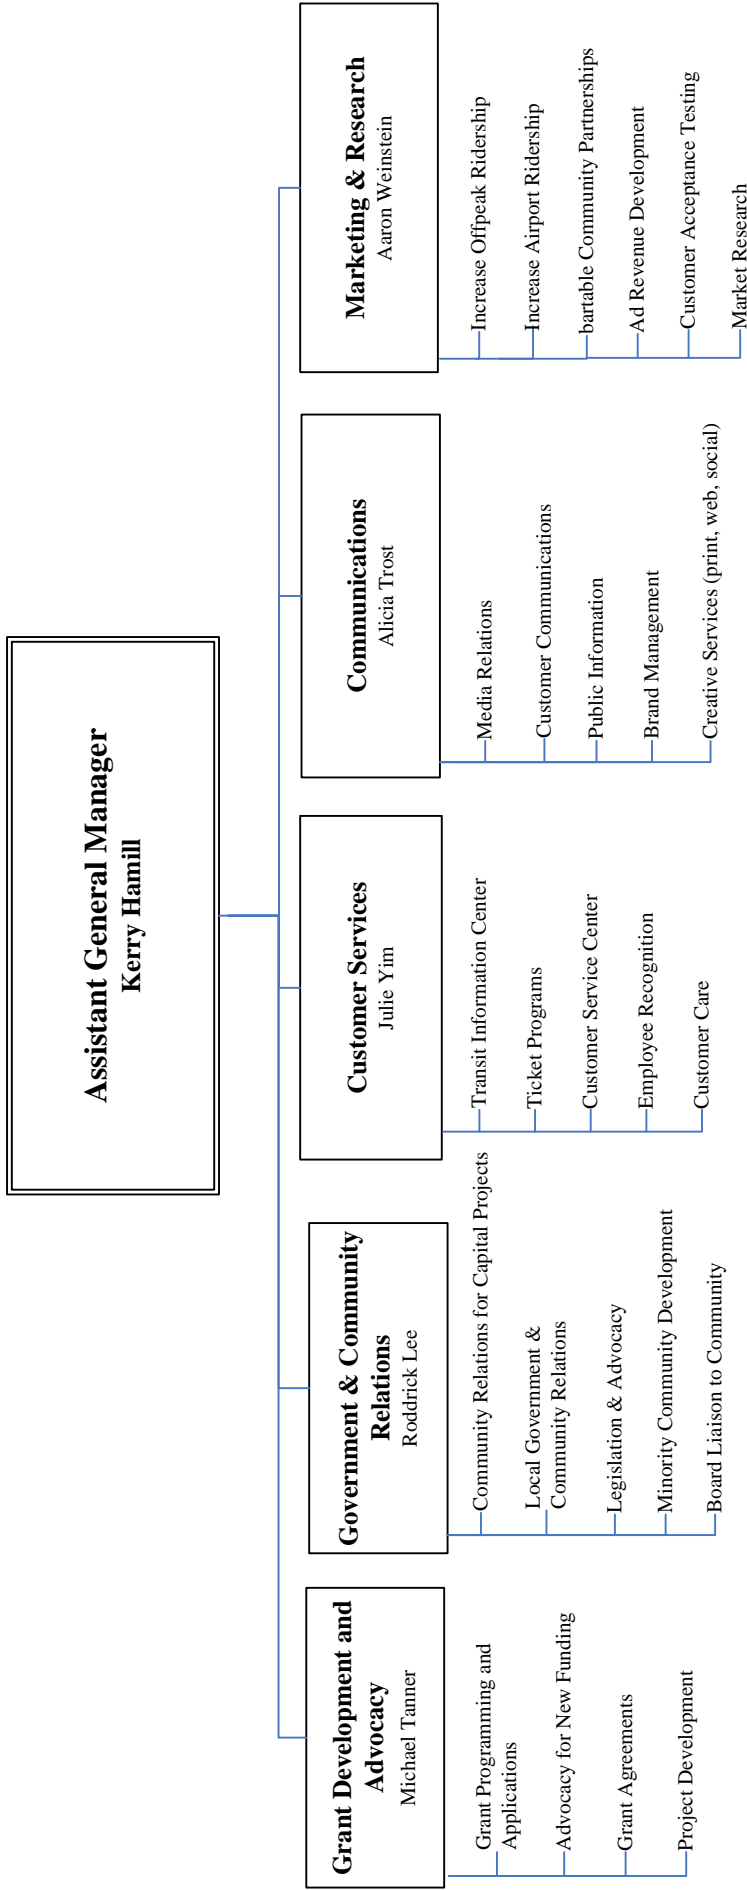 Assistant General Manager
Kerry Hamill
Grant Development and
Advocacy
Michael Tanner
Grant Programming and
Applications
Advocacy for New Funding
Grant Agreements
Project Development
Government & Community
Relations
Roddrick Lee
Community Relations for Capital Projects
Local Government &
Community Relations
Legislation & Advocacy
Minority Community Development
Board Liaison to Community
Customer Services
Julie Yim
Transit Information Center
Ticket Programs
Customer Service Center
Employee Recognition
Customer Care
Communications
Alicia Trost
Media Relations
Customer Communications
Public Information
Brand Management
Creative Services (print, web, social)
Marketing & Research
Aaron Weinstein
Increase Offpeak Ridership
Increase Airport Ridership
bartable Community Partnerships
Ad Revenue Development
Customer Acceptance Testing
Market Research